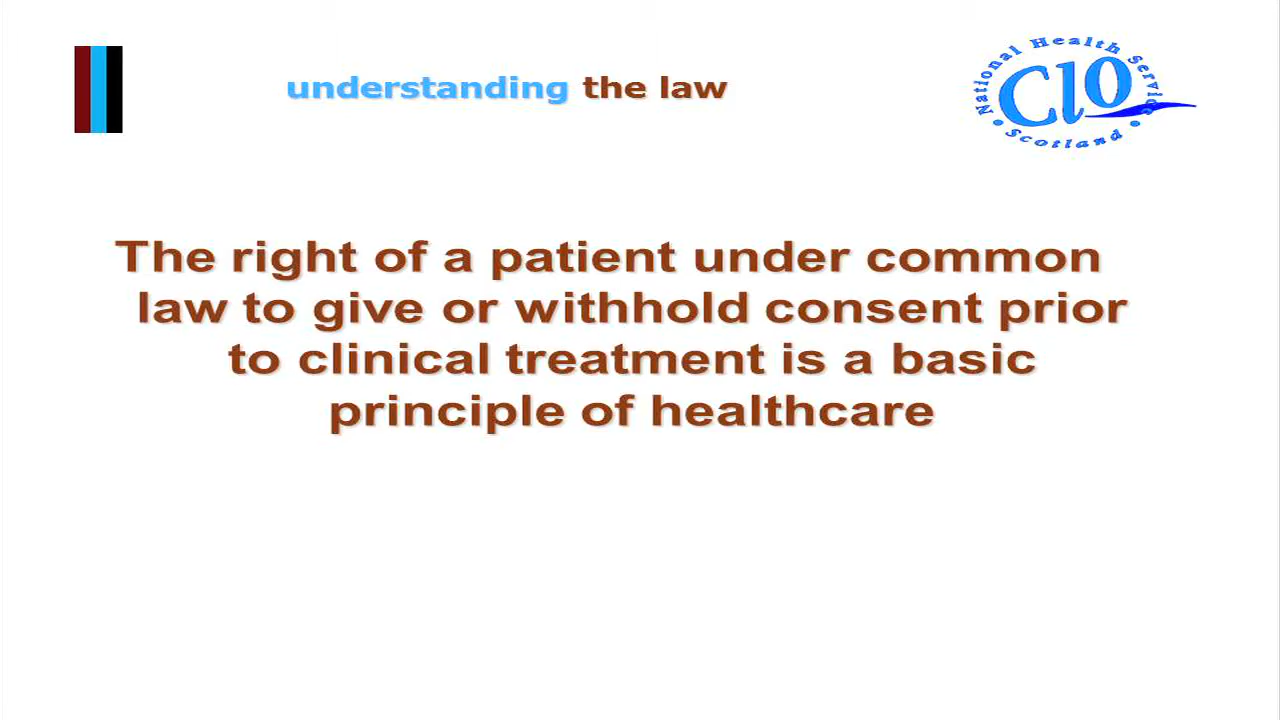 understanding the law
National Health Service
ClO
Scotland
The right of a patient under common
law to give or withhold consent prior
to clinical treatment is a basic
principle of healthcare